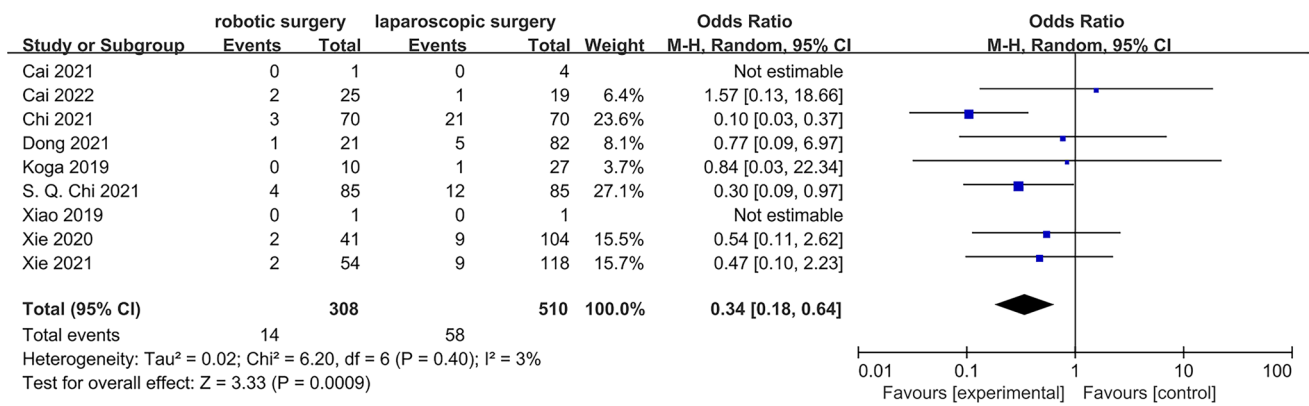 robotic surgery laparoscopic surgery Odds Ratio Odds Ratio
Study or Subgroup Events Total Events Total Weight M-H, Random, 95% CI M-H, Random, 95% CI
Cai 2021 0 1 0 4 Not estimable
Cai 2022 2 25 1 19 6.4% 1.57 [0.13, 18.66]
Chi 2021 3 70 21 70 23.6% 0.10 [0.03, 0.37]
Dong 2021 1 21 5 82 8.1% 0.77 [0.09, 6.97]
Koga 2019 0 10 1 27 3.7% 0.84 [0.03, 22.34]
S. Q. Chi 2021 4 85 12 85 27.1% 0.30 [0.09, 0.97]
Xiao 2019 0 1 0 1 Not estimable
Xie 2020 2 41 9 104 15.5% 0.54 [0.11, 2.62]
Xie 2021 2 54 9 118 15.7% 0.47 [0.10, 2.23]
Total (95% CI) 308 510 100.0% 0.34 [0.18, 0.64]
Total events 14 58
Heterogeneity: Tau² = 0.02; Chi² = 6.20, df = 6 (P = 0.40); I² = 3%
Test for overall effect: Z = 3.33 (P = 0.0009)
0.01 0.1 1 10 100
Favours [experimental] Favours [control]